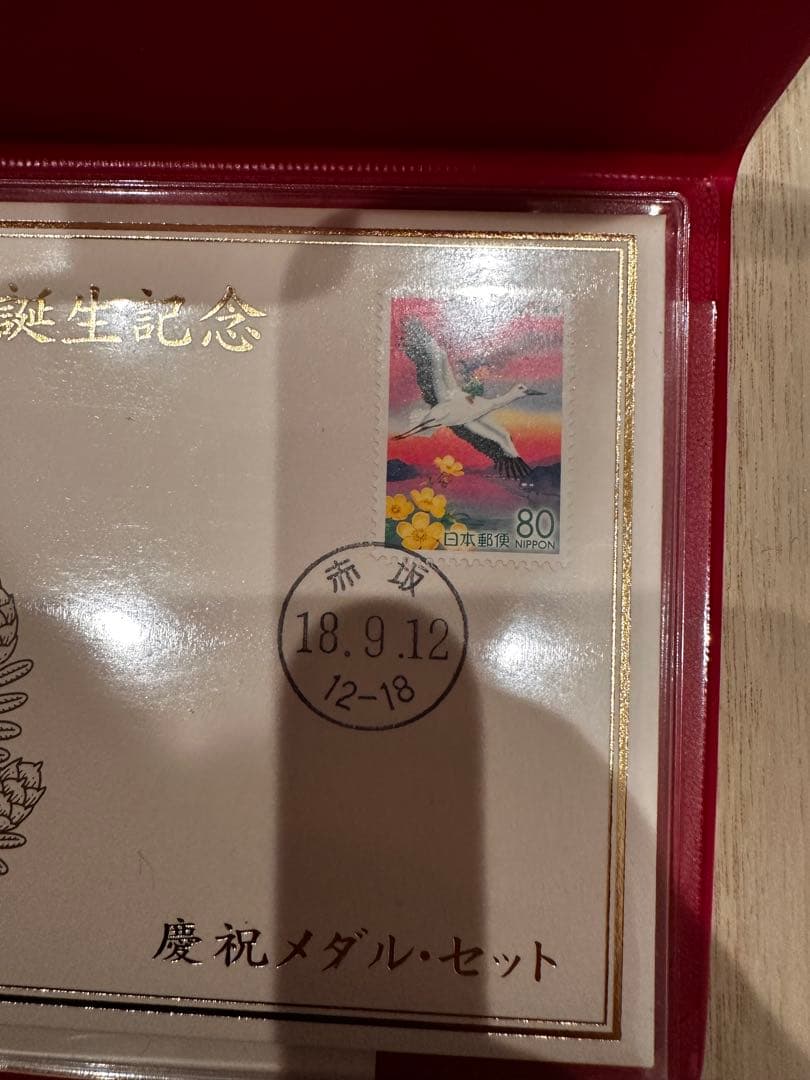 誕生記念
日本郵便 80
NIPPON
赤坂
18.9.12
12-18
慶祝メダル・セット